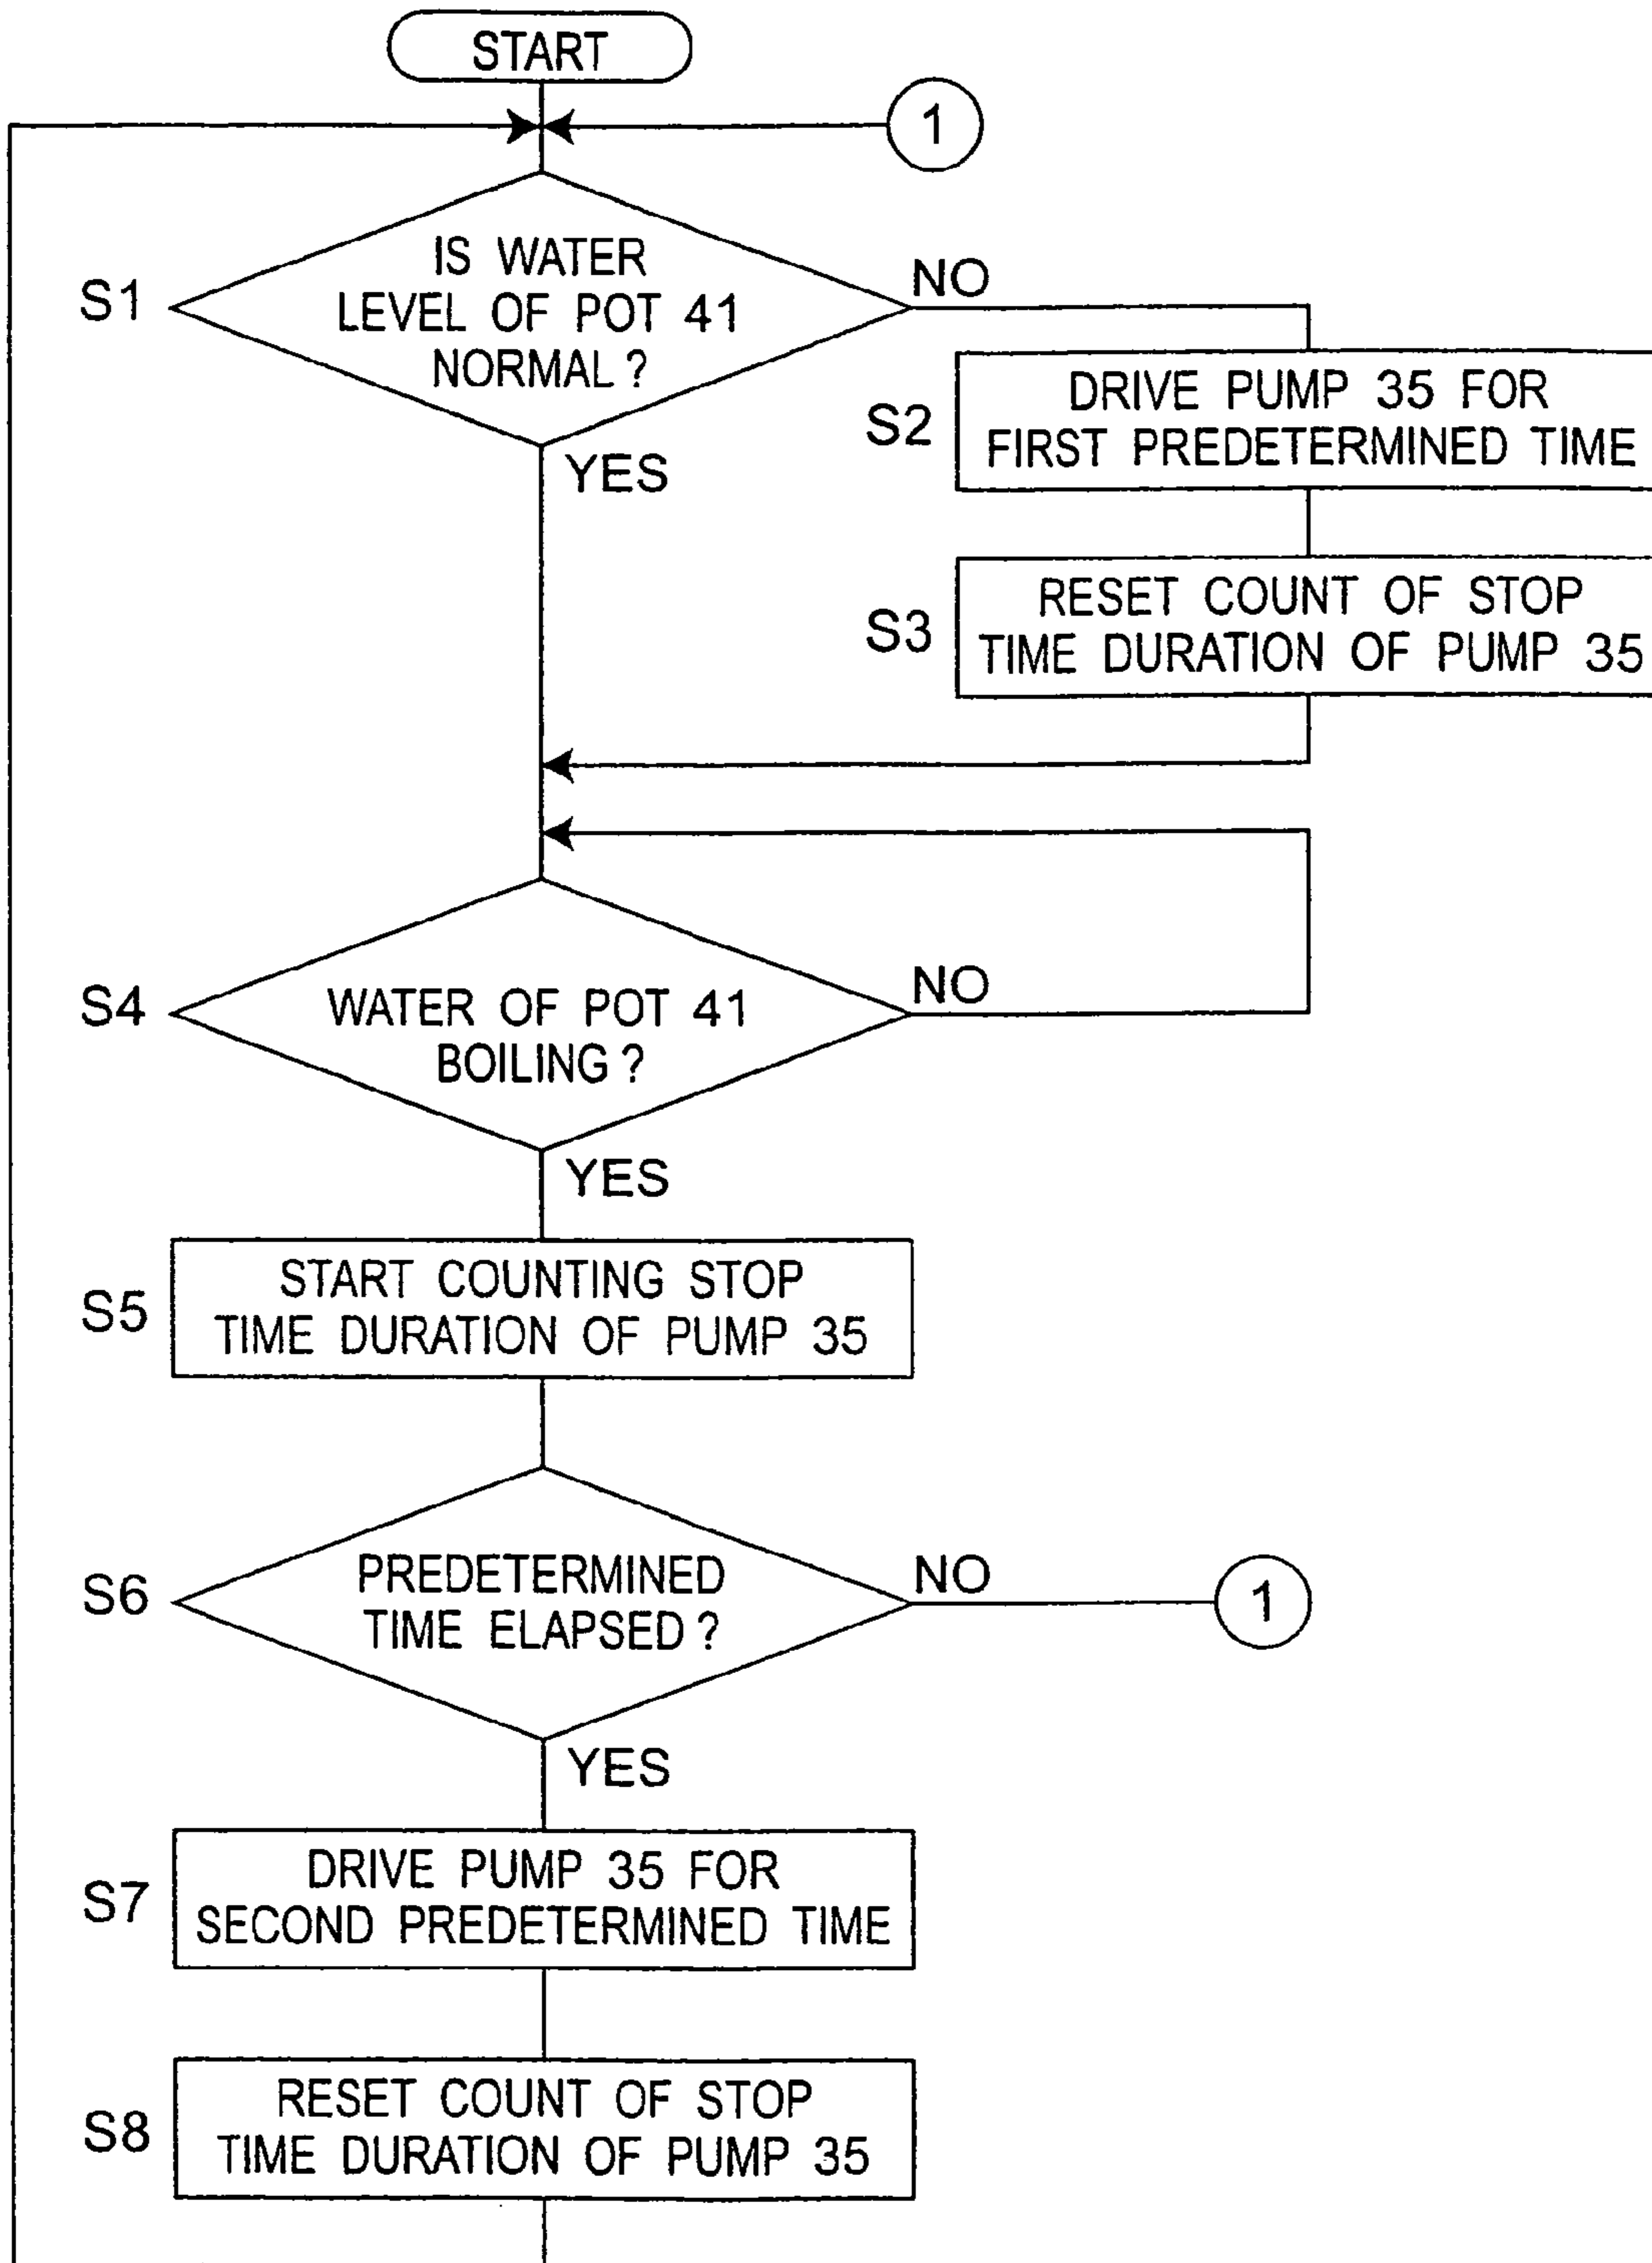 START
1
S1
IS WATER
LEVEL OF POT 41
NORMAL?
NO
YES
S2
DRIVE PUMP 35 FOR
FIRST PREDETERMINED TIME
S3
RESET COUNT OF STOP
TIME DURATION OF PUMP 35
S4
WATER OF POT 41
BOILING?
NO
YES
S5
START COUNTING STOP
TIME DURATION OF PUMP 35
S6
PREDETERMINED
TIME ELAPSED?
NO
1
YES
S7
DRIVE PUMP 35 FOR
SECOND PREDETERMINED TIME
S8
RESET COUNT OF STOP
TIME DURATION OF PUMP 35